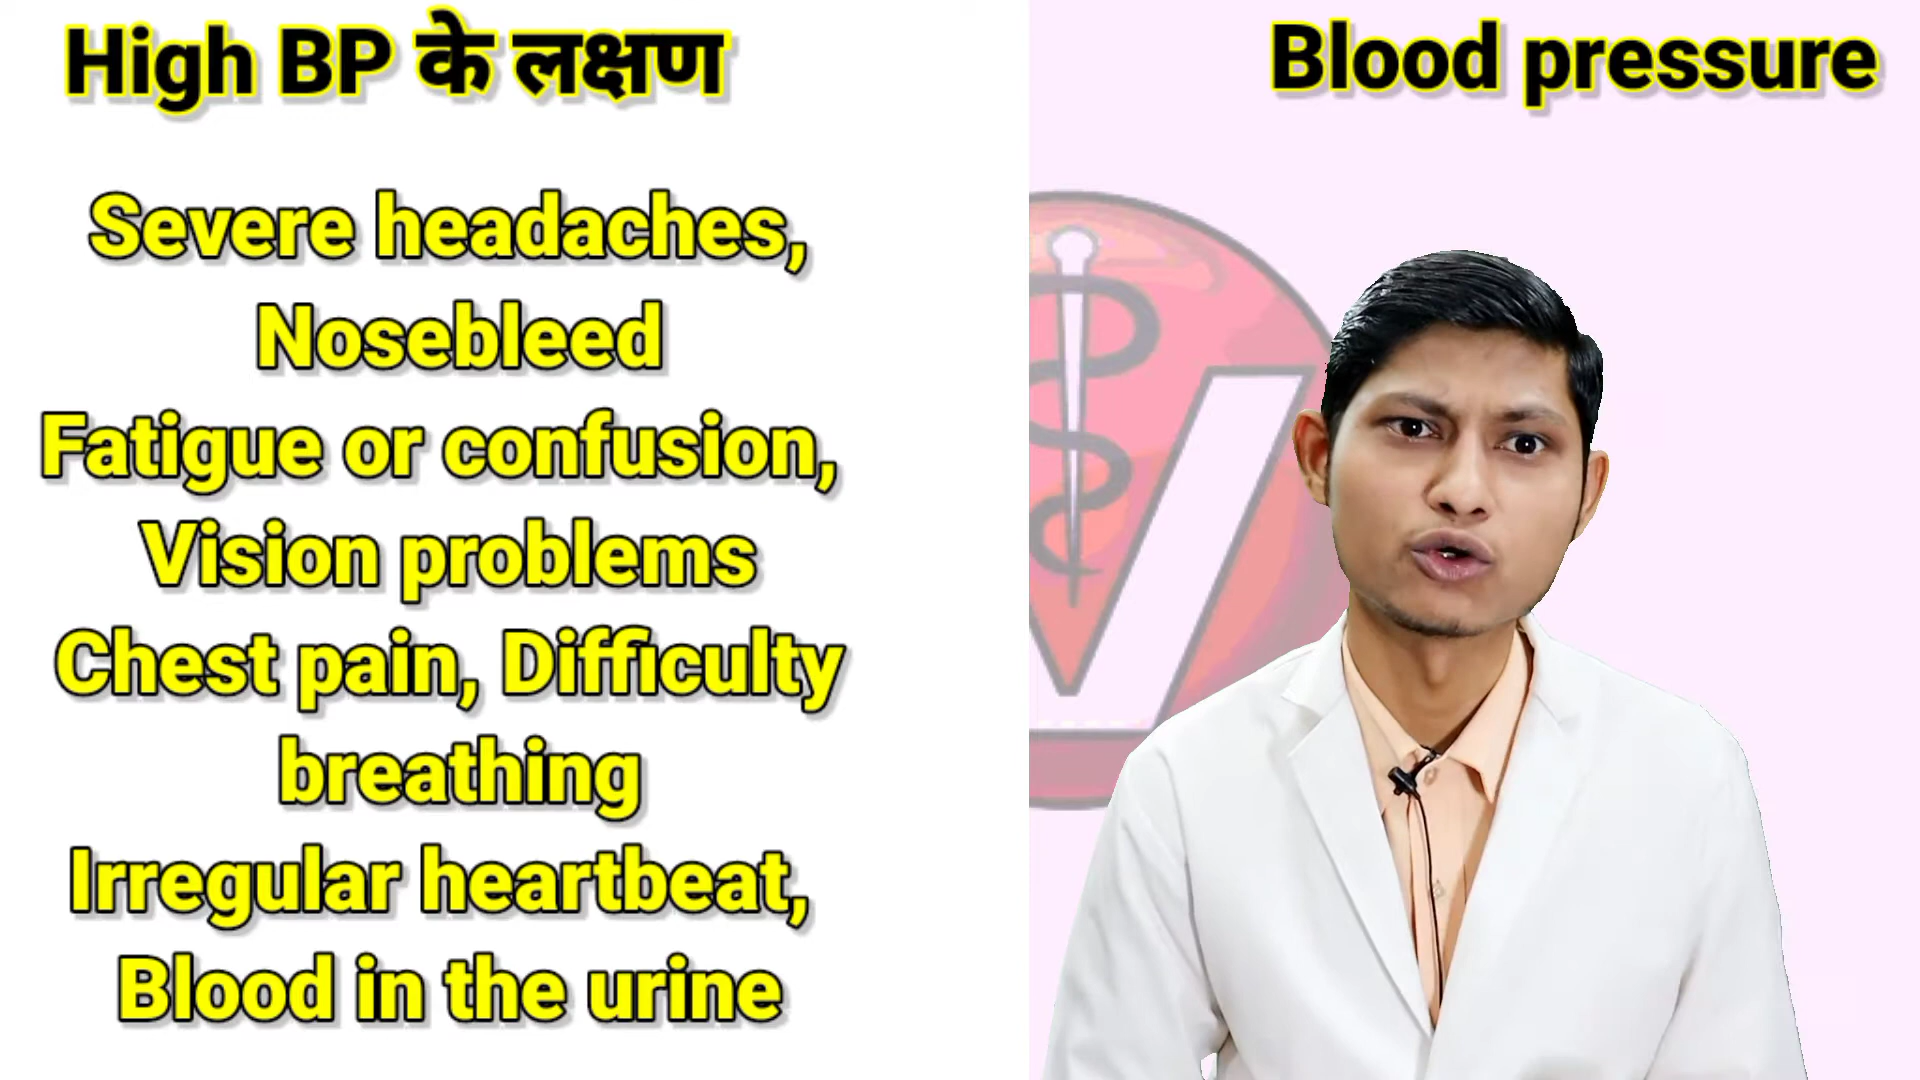 High BP के लक्षण
Blood pressure
Severe headaches,
Nosebleed
Fatigue or confusion,
Vision problems
Chest pain, Difficulty
breathing
Irregular heartbeat,
Blood in the urine